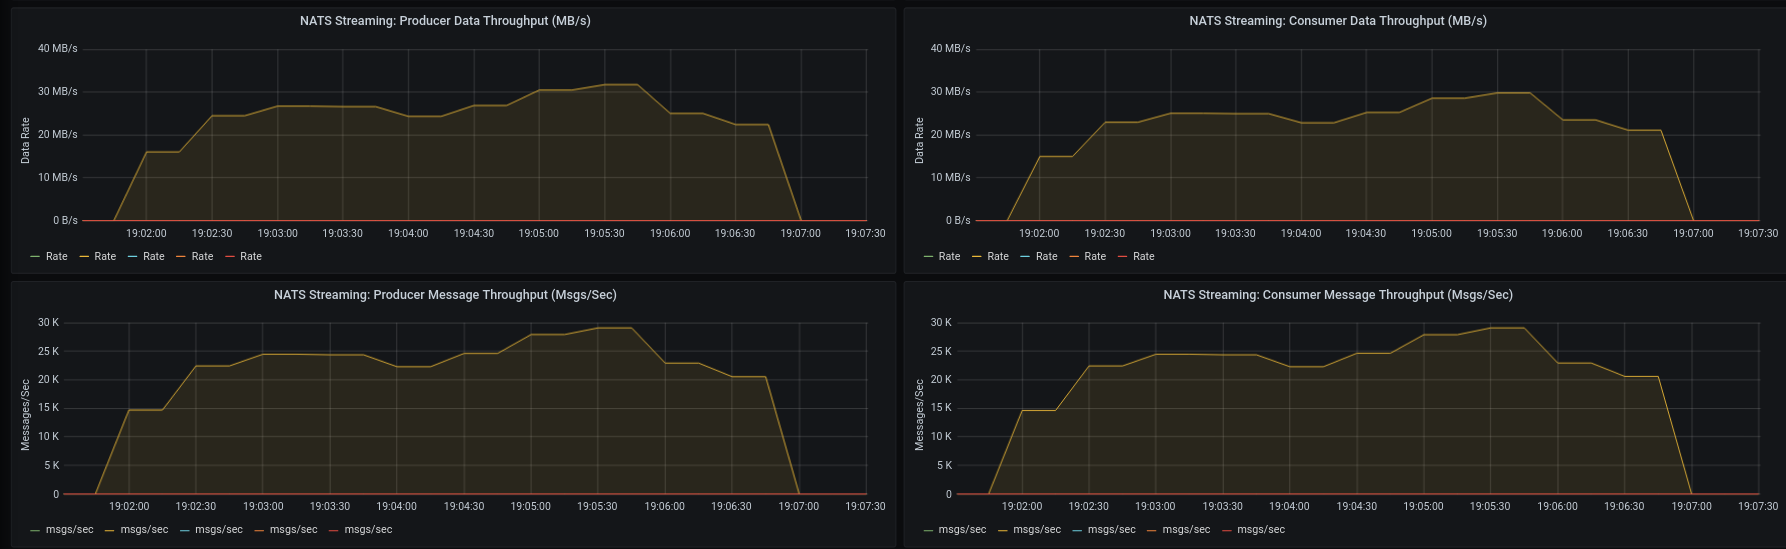 NATS Streaming: Producer Data Throughput (MB/s)
40 MB/s
30 MB/s
20 MB/s
10 MB/s
0 B/s
Data Rate
19:02:00 19:02:30 19:03:00 19:03:30 19:04:00 19:04:30 19:05:00 19:05:30 19:06:00 19:06:30 19:07:00 19:07:30
Rate Rate Rate Rate Rate
NATS Streaming: Consumer Data Throughput (MB/s)
40 MB/s
30 MB/s
20 MB/s
10 MB/s
0 B/s
Data Rate
19:02:00 19:02:30 19:03:00 19:03:30 19:04:00 19:04:30 19:05:00 19:05:30 19:06:00 19:06:30 19:07:00 19:07:30
Rate Rate Rate Rate Rate
NATS Streaming: Producer Message Throughput (Msgs/Sec)
30 K
25 K
20 K
15 K
10 K
5 K
0
Messages/Sec
19:02:00 19:02:30 19:03:00 19:03:30 19:04:00 19:04:30 19:05:00 19:05:30 19:06:00 19:06:30 19:07:00 19:07:30
msgs/sec msgs/sec msgs/sec msgs/sec msgs/sec
NATS Streaming: Consumer Message Throughput (Msgs/Sec)
30 K
25 K
20 K
15 K
10 K
5 K
0
Messages/Sec
19:02:00 19:02:30 19:03:00 19:03:30 19:04:00 19:04:30 19:05:00 19:05:30 19:06:00 19:06:30 19:07:00 19:07:30
msgs/sec msgs/sec msgs/sec msgs/sec msgs/sec